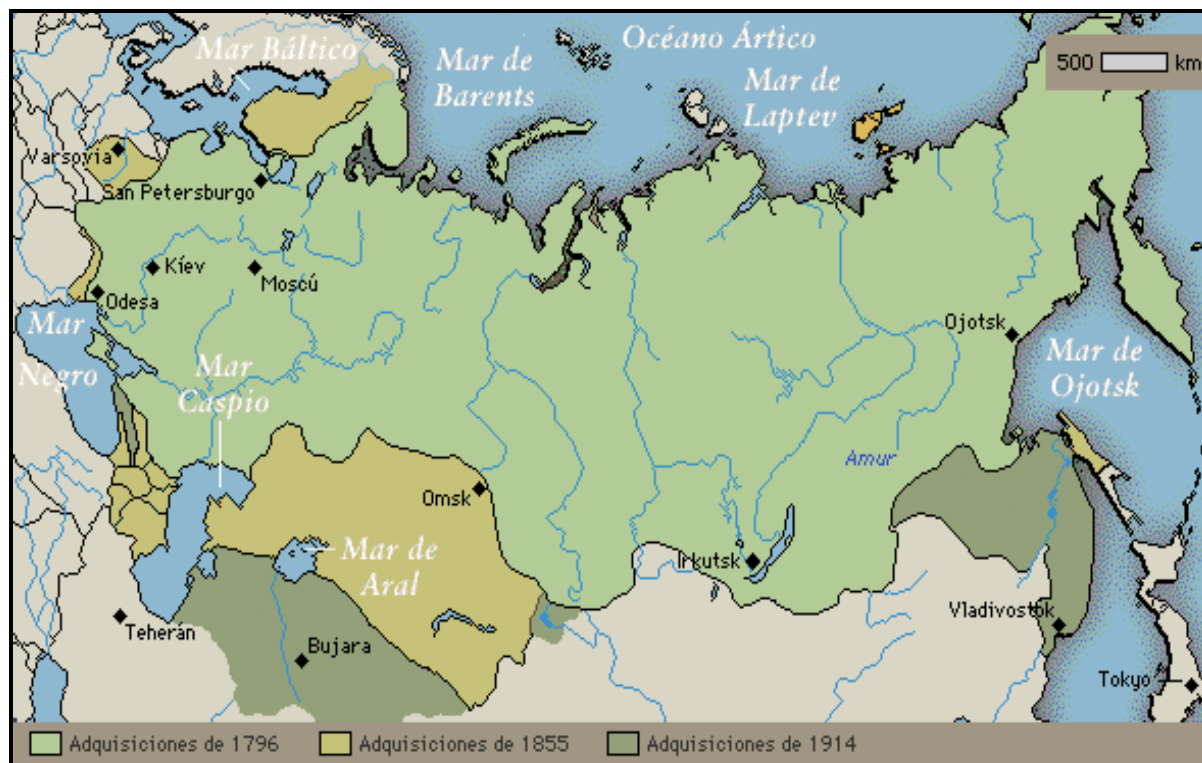 Mar Báltico
Mar de
Barents
Océano Ártico
Mar de
Laptev
500 km
Varsovia
San Petersburgo
Kíev
Moscú
Odesa
Mar
Negro
Mar
Caspio
Ojotsk
Mar de
Ojotsk
Amur
Omsk
Mar de
Aral
Irkutsk
Teherán
Bujara
Vladivostok
Tokyo
Adquisiciones de 1796
Adquisiciones de 1855
Adquisiciones de 1914